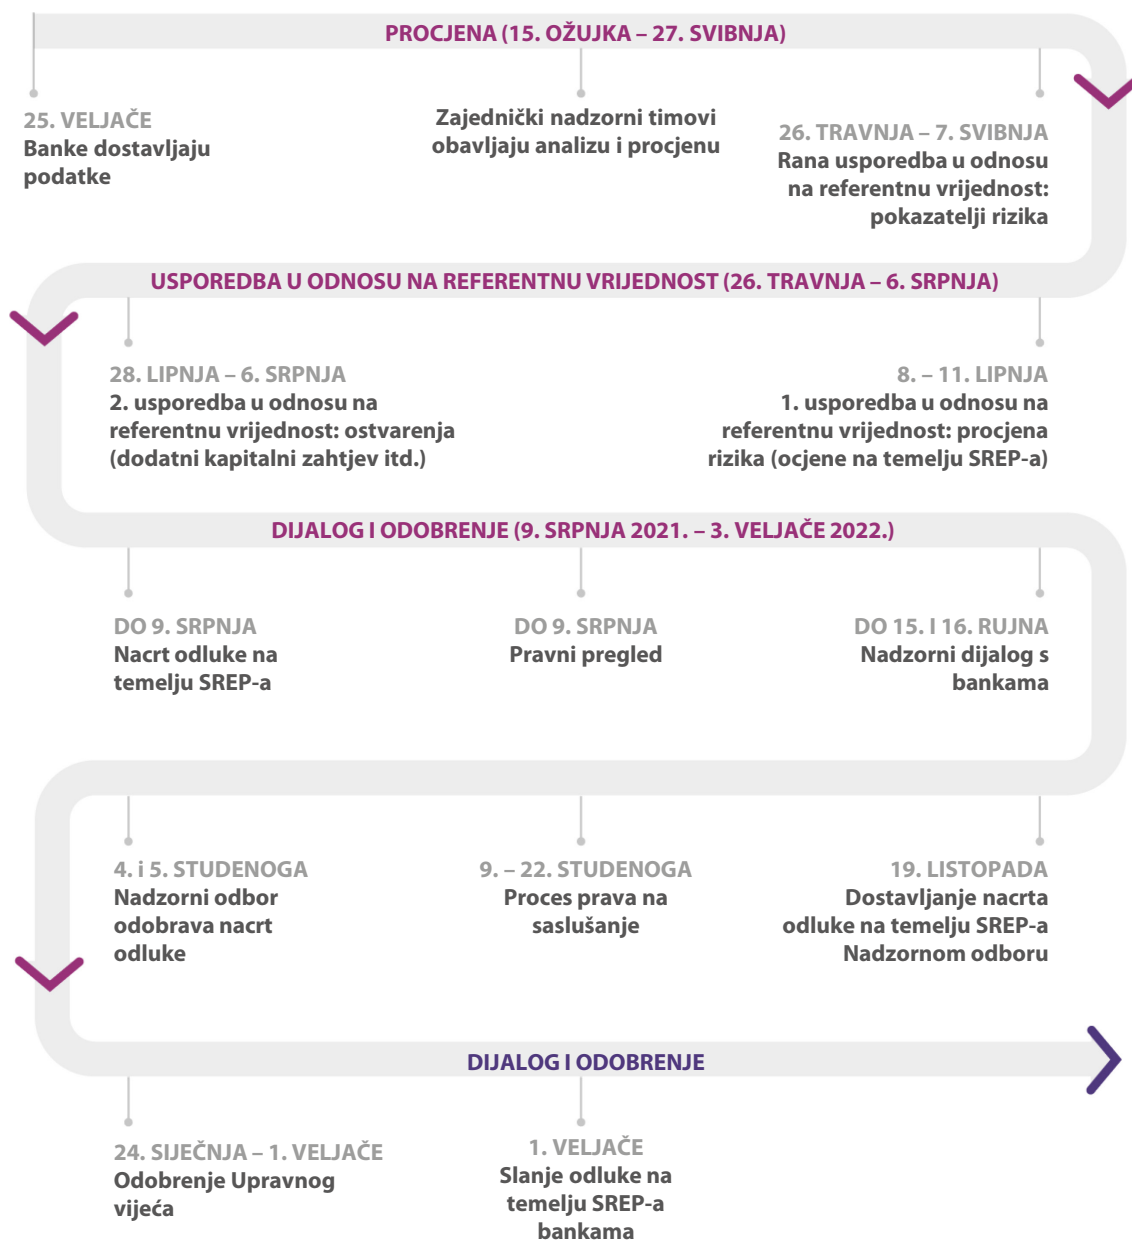 PROCJENA (15. OŽUJKA – 27. SVIBNJA)
25. VELJAČE
Banke dostavljaju
podatke
Zajednički nadzorni timovi
obavljaju analizu i procjenu
26. TRAVNJA – 7. SVIBNJA
Rana usporedba u odnosu
na referentnu vrijednost:
pokazatelji rizika
USPOREDBA U ODNOSU NA REFERENTNU VRIJEDNOST (26. TRAVNJA – 6. SRPNJA)
28. LIPNJA – 6. SRPNJA
2. usporedba u odnosu na
referentnu vrijednost: ostvarenja
(dodatni kapitalni zahtjev itd.)
8. – 11. LIPNJA
1. usporedba u odnosu na
referentnu vrijednost: procjena
rizika (ocjene na temelju SREP-a)
DIJALOG I ODOBRENJE (9. SRPNJA 2021. – 3. VELJAČE 2022.)
DO 9. SRPNJA
Nacrt odluke na
temelju SREP-a
DO 9. SRPNJA
Pravni pregled
DO 15. I 16. RUJNA
Nadzorni dijalog s
bankama
4. i 5. STUDENOGA
Nadzorni odbor
odobrava nacrt
odluke
9. – 22. STUDENOGA
Proces prava na
saslušanje
19. LISTOPADA
Dostavljanje nacrta
odluke na temelju SREP-a
Nadzornom odboru
DIJALOG I ODOBRENJE
24. SIJEČNJA – 1. VELJAČE
Odobrenje Upravnog
vijeća
1. VELJAČE
Slanje odluke na
temelju SREP-a
bankama